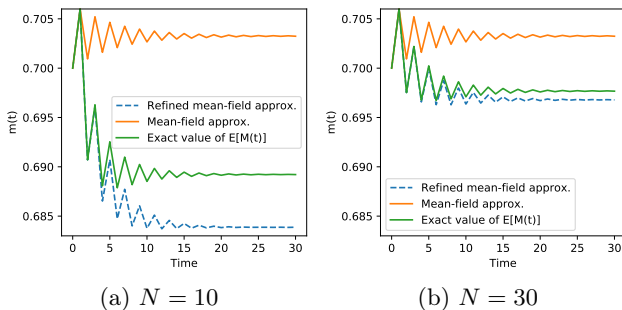 0.705
0.700
0.695
0.690
0.685
m(t)
Refined mean-field approx.
Mean-field approx.
Exact value of E[M(t)]
0 5 10 15 20 25 30
Time
(a) N = 10
0.705
0.700
0.695
0.690
0.685
m(t)
Refined mean-field approx.
Mean-field approx.
Exact value of E[M(t)]
0 5 10 15 20 25 30
Time
(b) N = 30